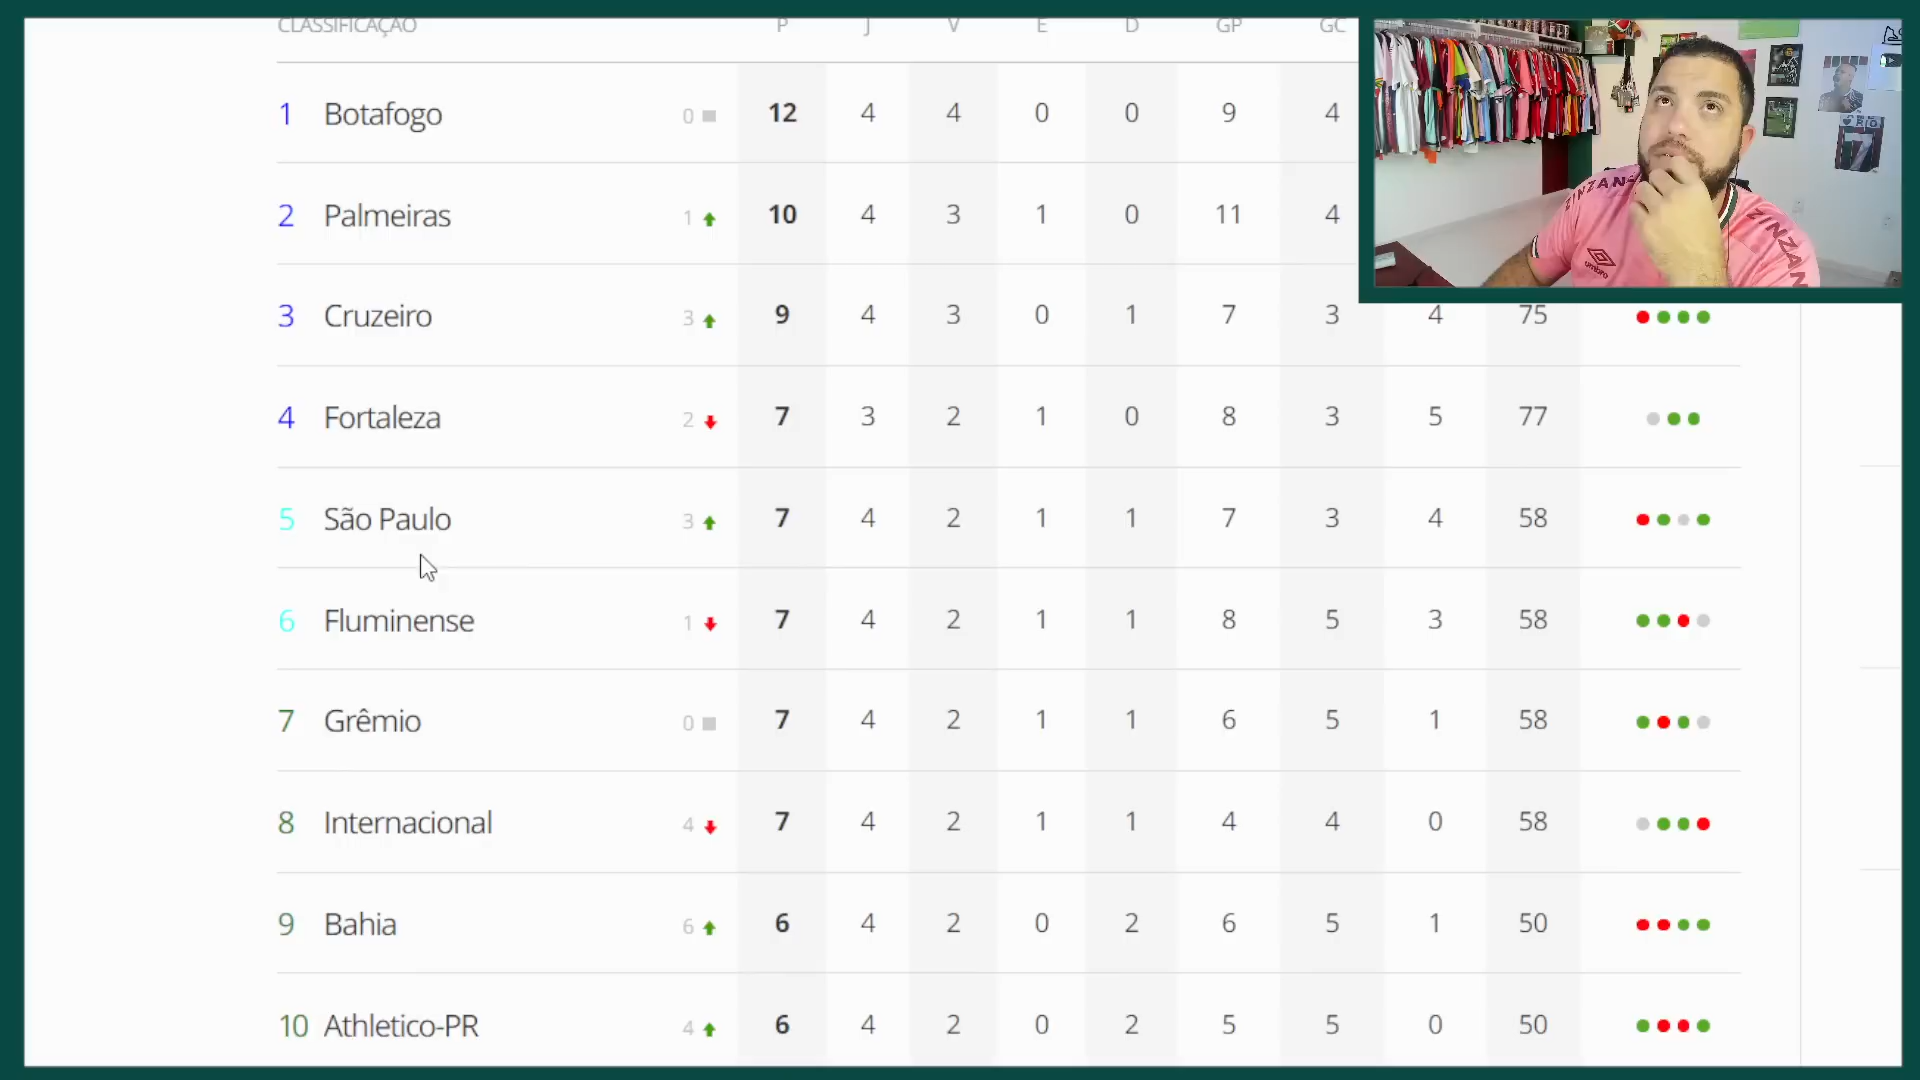 CLASSIFICAÇÃO P J V E D GP GC
1 Botafogo 0 12 4 4 0 0 9 4
2 Palmeiras 1 10 4 3 1 0 11 4
3 Cruzeiro 3 9 4 3 0 1 7 3 4 75
4 Fortaleza 2 7 3 2 1 0 8 3 5 77
5 São Paulo 3 7 4 2 1 1 7 3 4 58
6 Fluminense 1 7 4 2 1 1 8 5 3 58
7 Grêmio 0 7 4 2 1 1 6 5 1 58
8 Internacional 4 7 4 2 1 1 4 4 0 58
9 Bahia 6 6 4 2 0 2 6 5 1 50
10 Athletico-PR 4 6 4 2 0 2 5 5 0 50
ZINZAN
umbro
ZINZAN
7